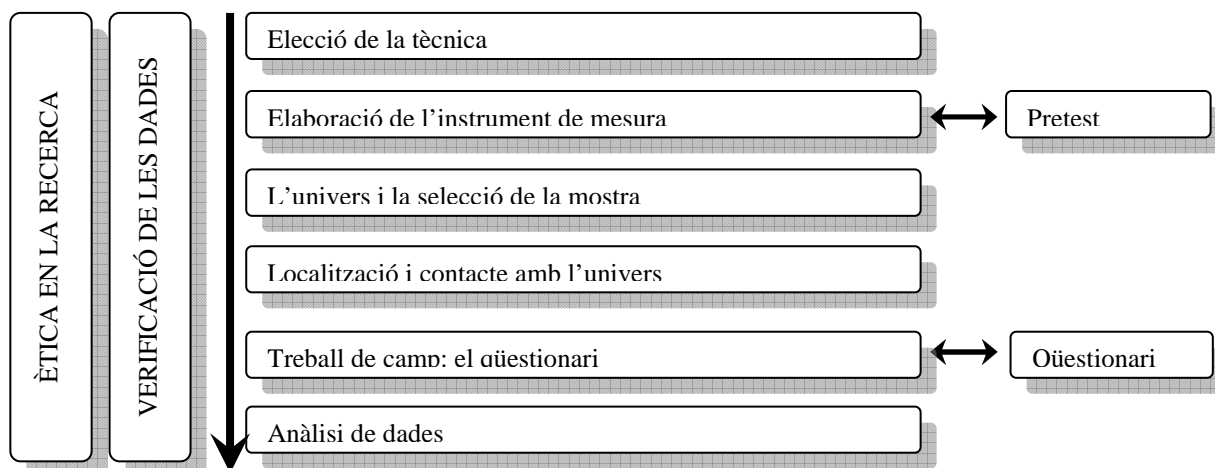 ÈTICA EN LA RECERCA
VERIFICACIÓ DE LES DADES
Elecció de la tècnica
Elaboració de l’instrument de mesura
Pretest
L’univers i la selecció de la mostra
Localització i contacte amb l’univers
Treball de camp: el qüestionari
Qüestionari
Anàlisi de dades